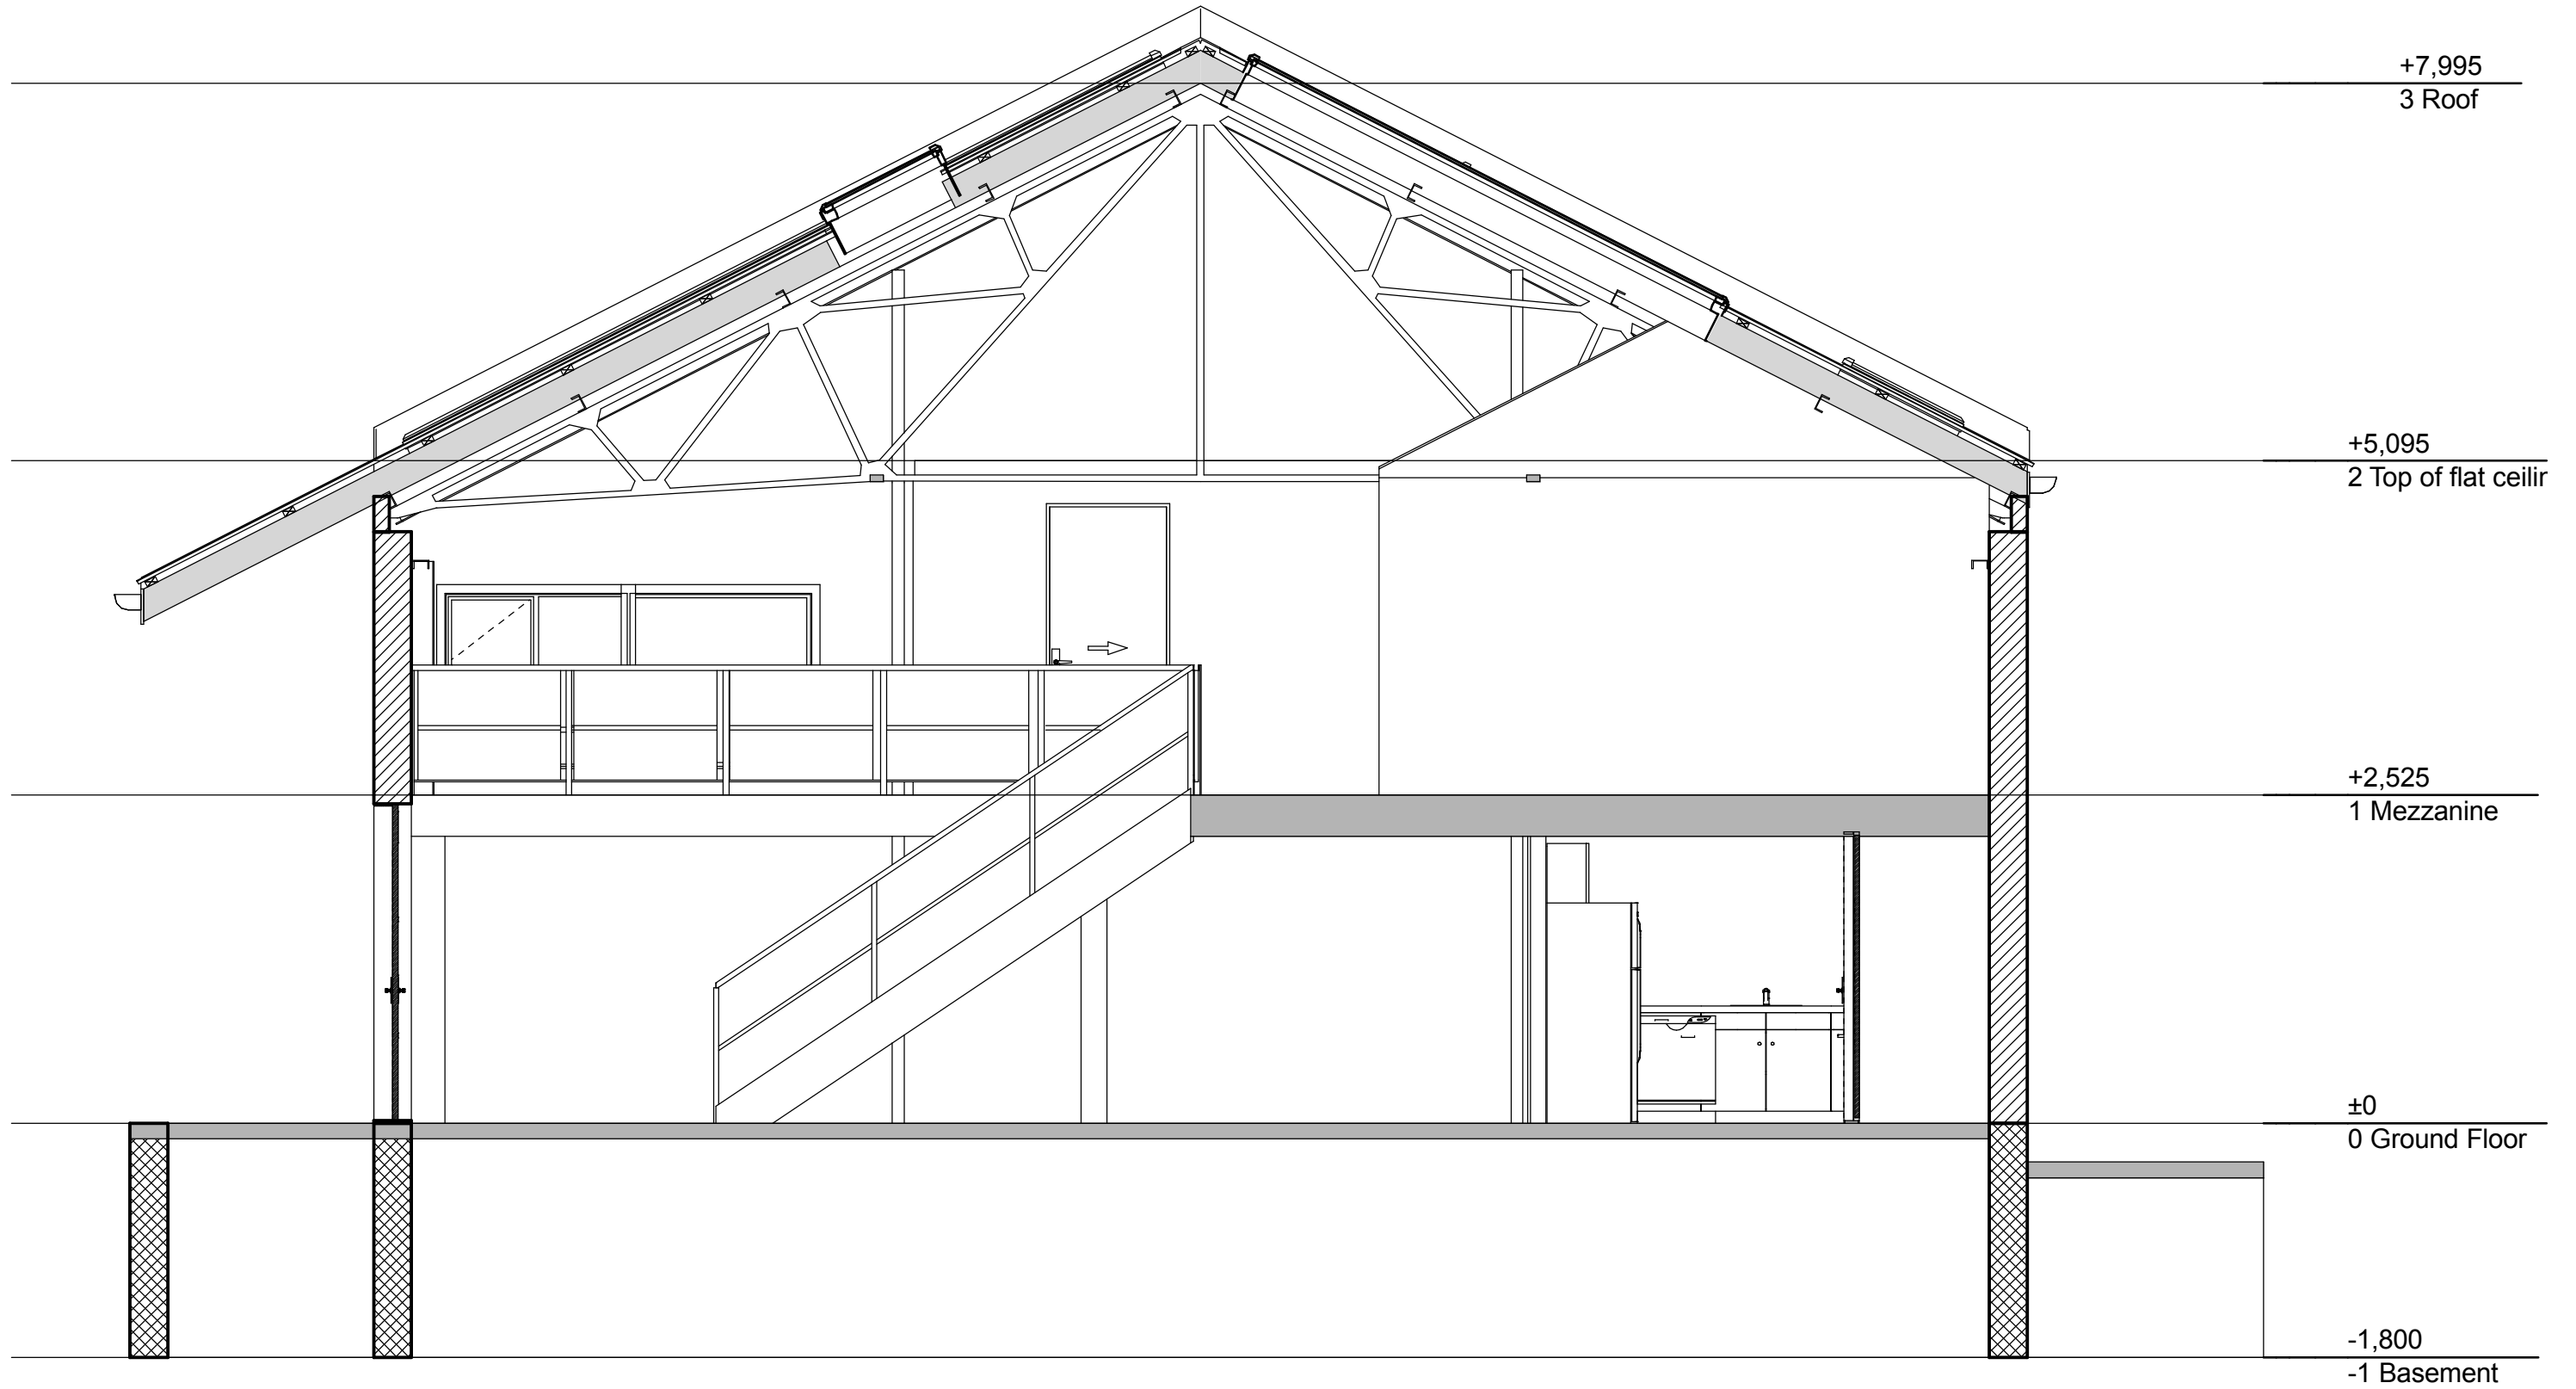 +7,995
3 Roof
+5,095
2 Top of flat ceilir
+2,525
1 Mezzanine
±0
0 Ground Floor
-1,800
-1 Basement